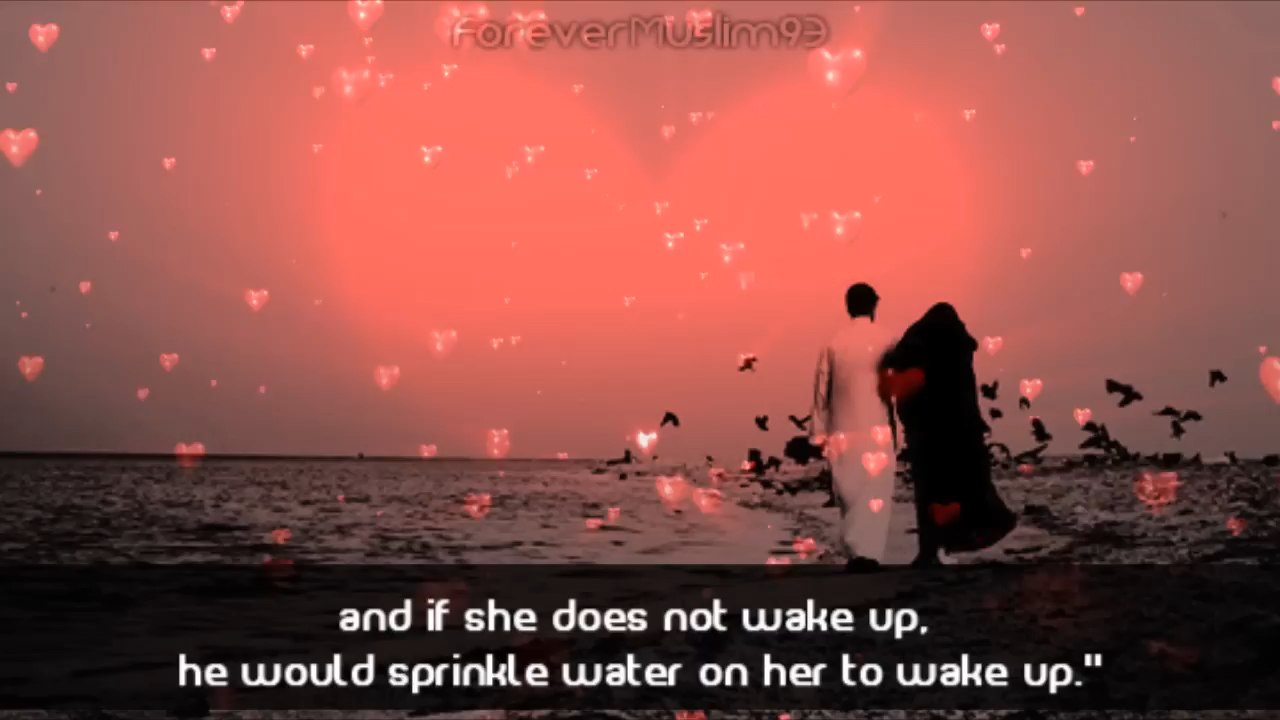 ForeverMuslim93
and if she does not wake up,
he would sprinkle water on her to wake up."